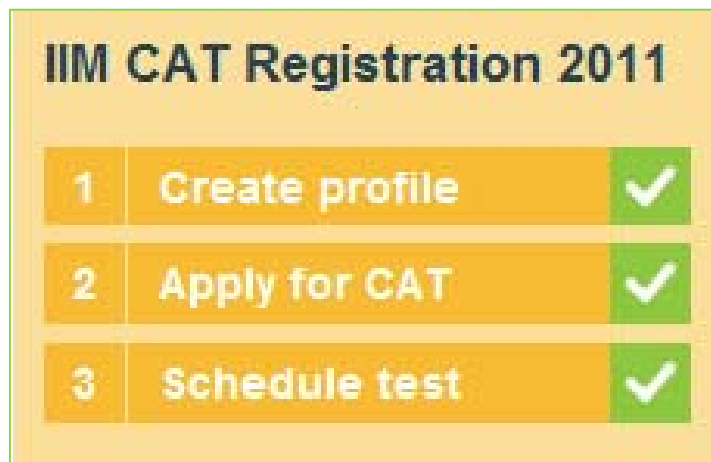 IIM CAT Registration 2011
1 Create profile
2 Apply for CAT
3 Schedule test